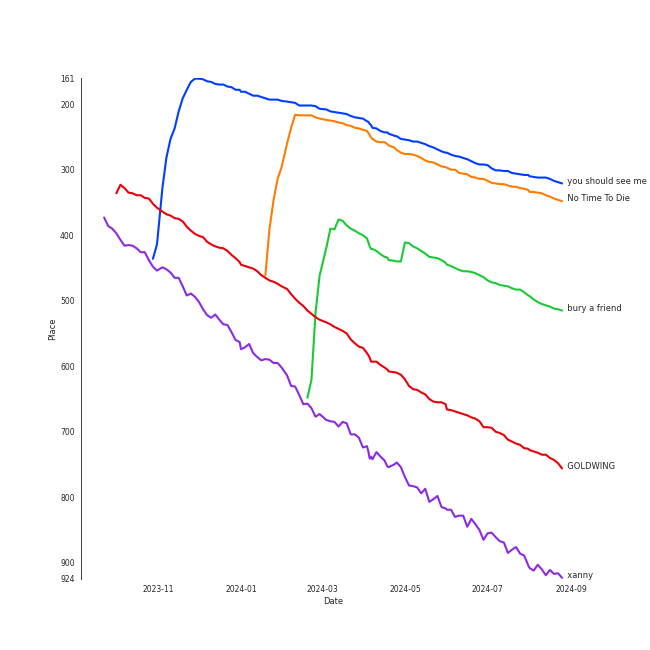 161
200
300
400
500
600
700
800
900
924
Place
2023-11
2024-01
2024-03
2024-05
2024-07
2024-09
Date
you should see me
No Time To Die
bury a friend
GOLDWING
xanny